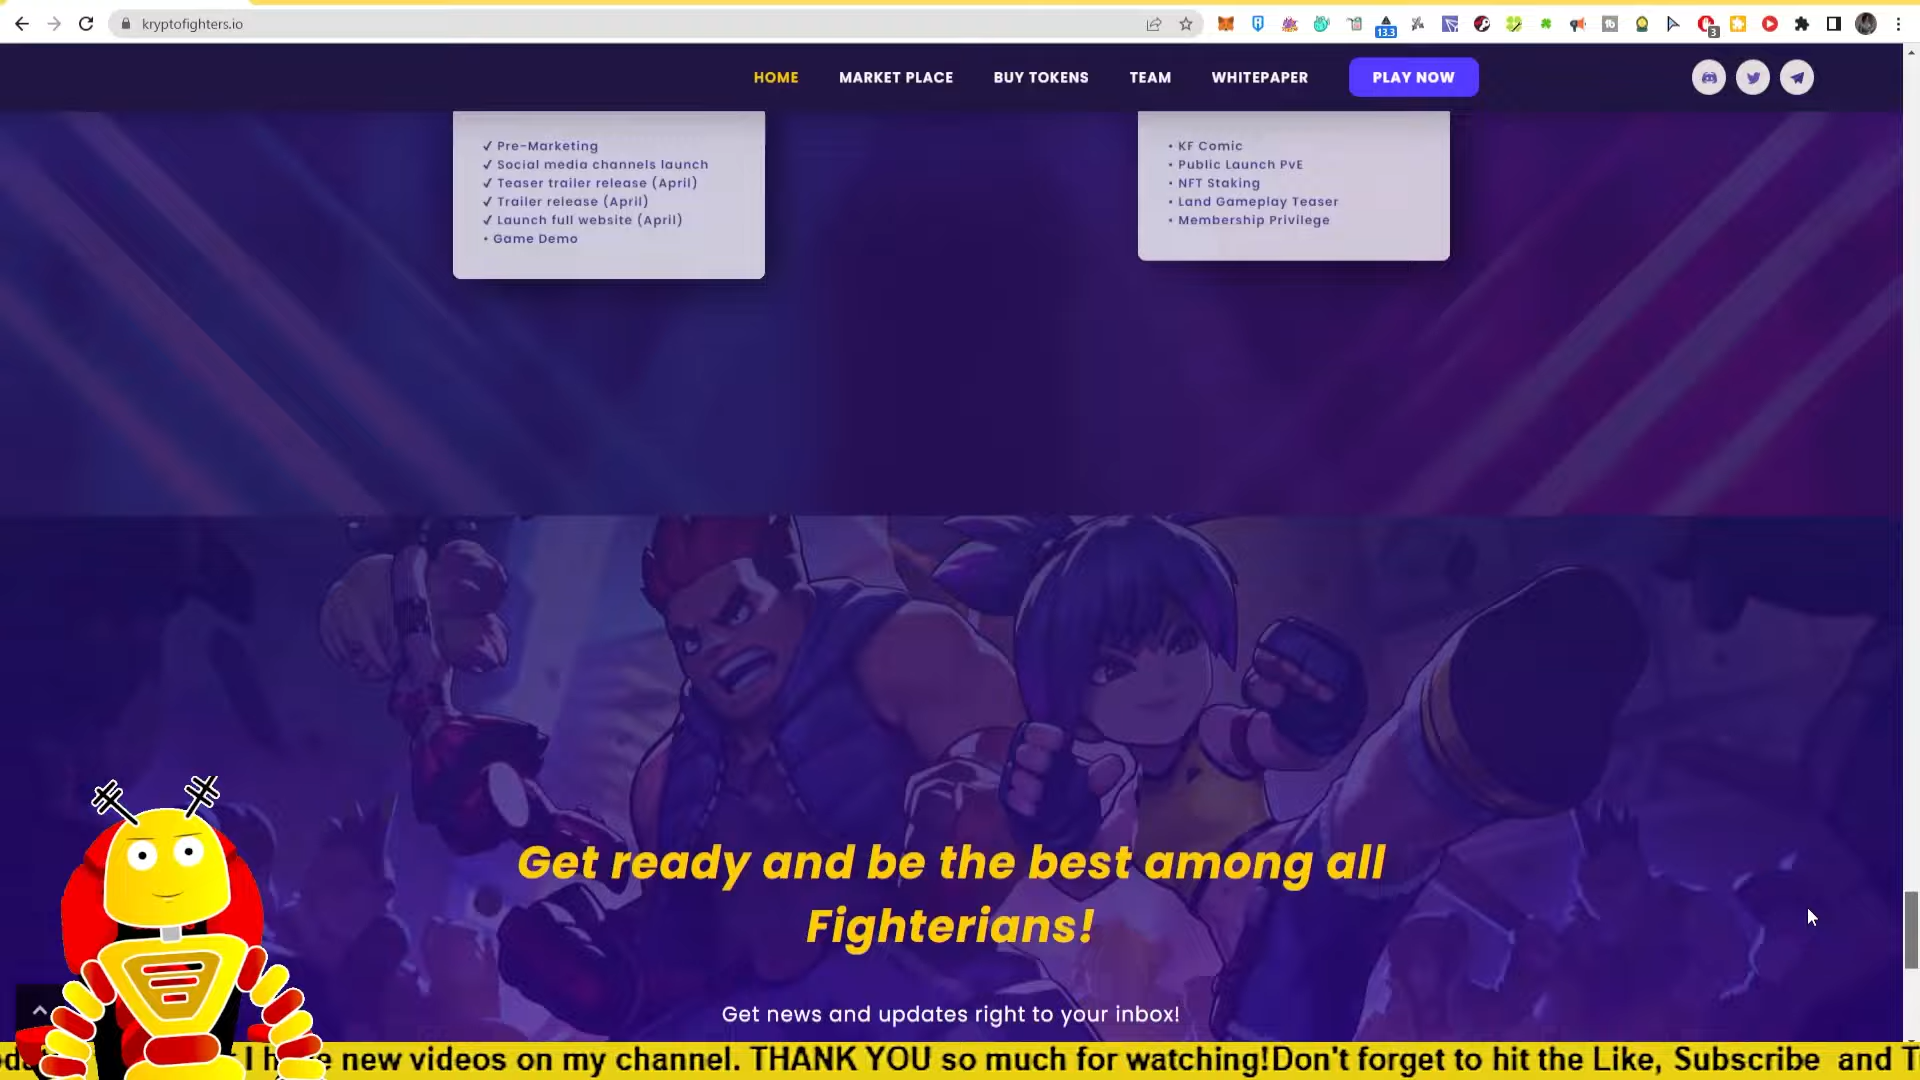 kryptofighters.io
13.3
3
HOME
MARKET PLACE
BUY TOKENS
TEAM
WHITEPAPER
PLAY NOW
✓ Pre-Marketing
✓ Social media channels launch
✓ Teaser trailer release (April)
✓ Trailer release (April)
✓ Launch full website (April)
• Game Demo
• KF Comic
• Public Launch PvE
• NFT Staking
• Land Gameplay Teaser
• Membership Privilege
Get ready and be the best among all
Fighterians!
Get news and updates right to your inbox!
I new videos on my channel. THANK YOU so much for watching!Don't forget to hit the Like, Subscribe and T